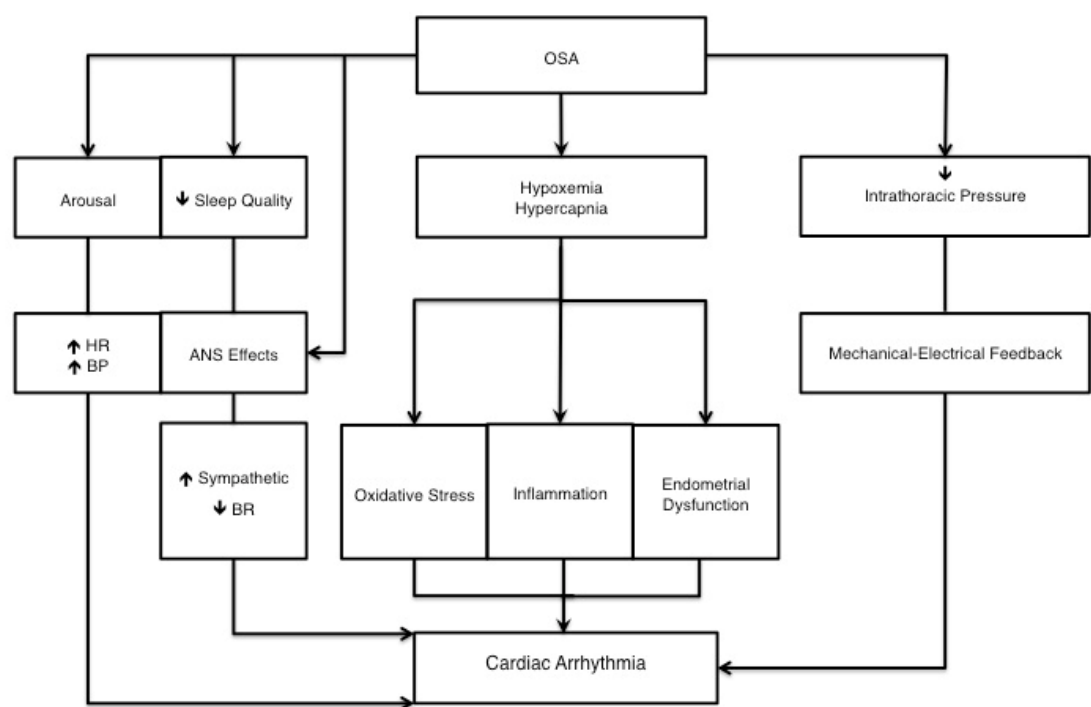 OSA
Arousal
↓ Sleep Quality
Hypoxemia
Hypercapnia
↓
Intrathoracic Pressure
↑ HR
↑ BP
ANS Effects
Mechanical-Electrical Feedback
↑ Sympathetic
↓ BR
Oxidative Stress
Inflammation
Endometrial
Dysfunction
Cardiac Arrhythmia